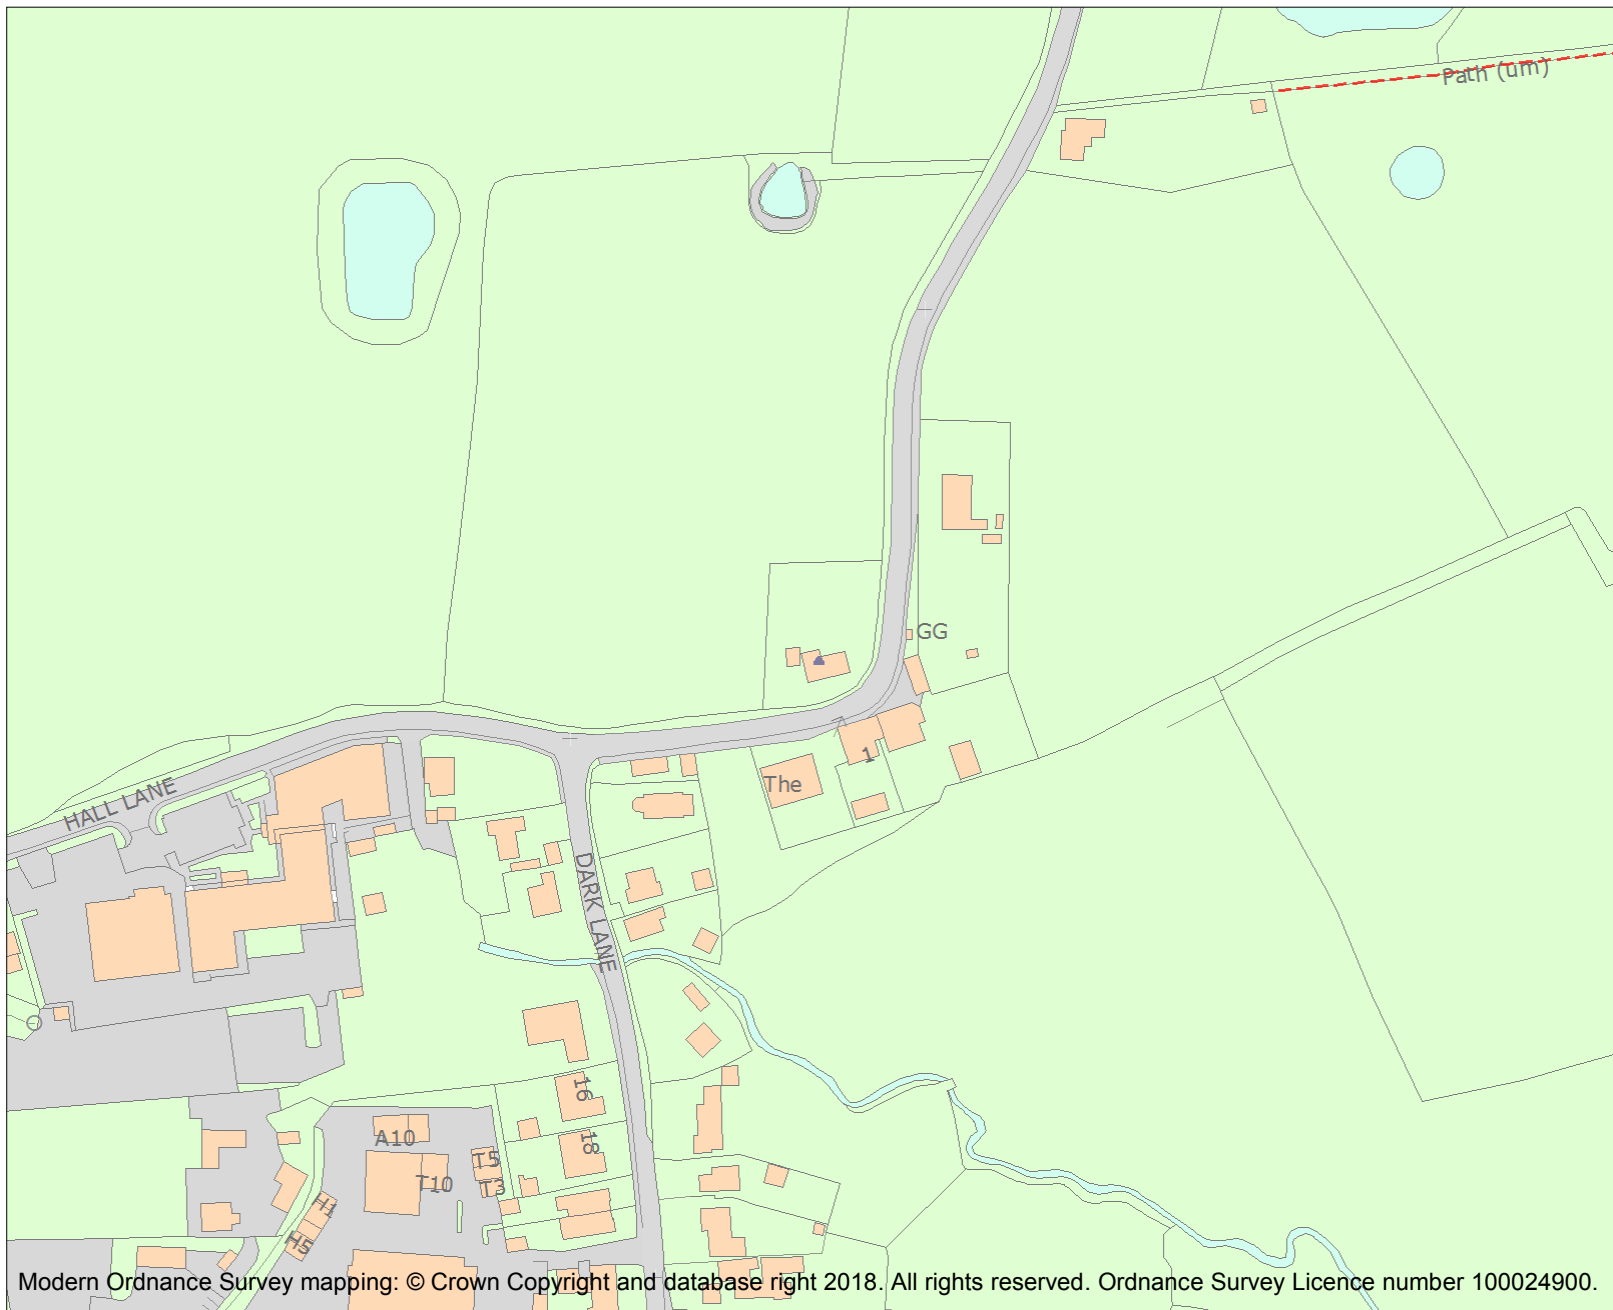 Path (um)
GG
1
The
HALL LANE
DARK LANE
16
A10
18
T5
T10
T3
H1
H5
Modern Ordnance Survey mapping: © Crown Copyright and database right 2018. All rights reserved. Ordnance Survey Licence number 100024900.